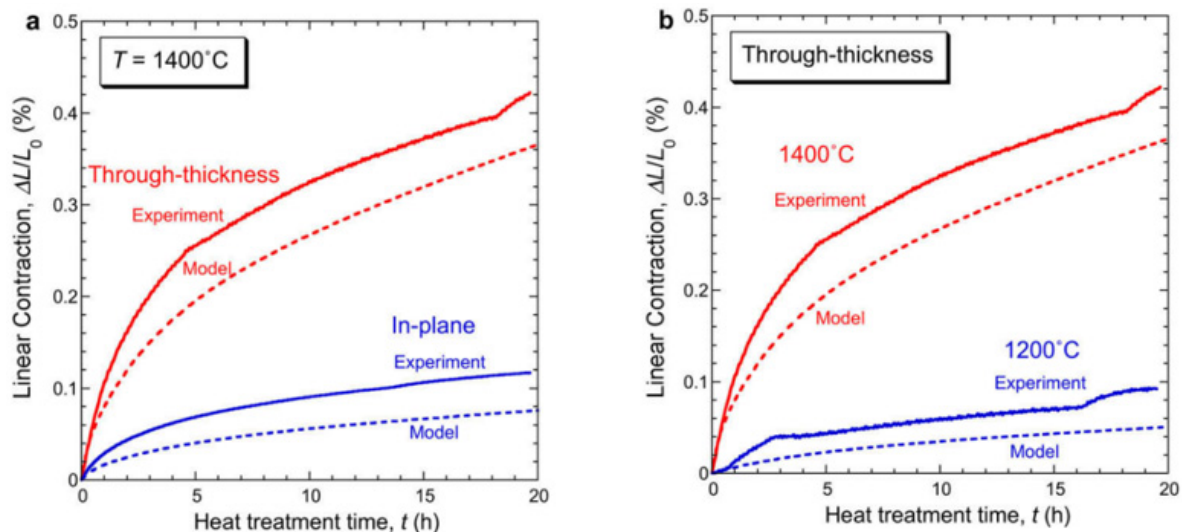 a
T = 1400˚C
Through-thickness
Experiment
Model
In-plane
Experiment
Model
Linear Contraction, ΔL/L₀ (%)
0.5
0.4
0.3
0.2
0.1
0
0 5 10 15 20
Heat treatment time, t (h)
b
Through-thickness
1400˚C
Experiment
Model
1200˚C
Experiment
Model
Linear Contraction, ΔL/L₀ (%)
0.5
0.4
0.3
0.2
0.1
0
0 5 10 15 20
Heat treatment time, t (h)